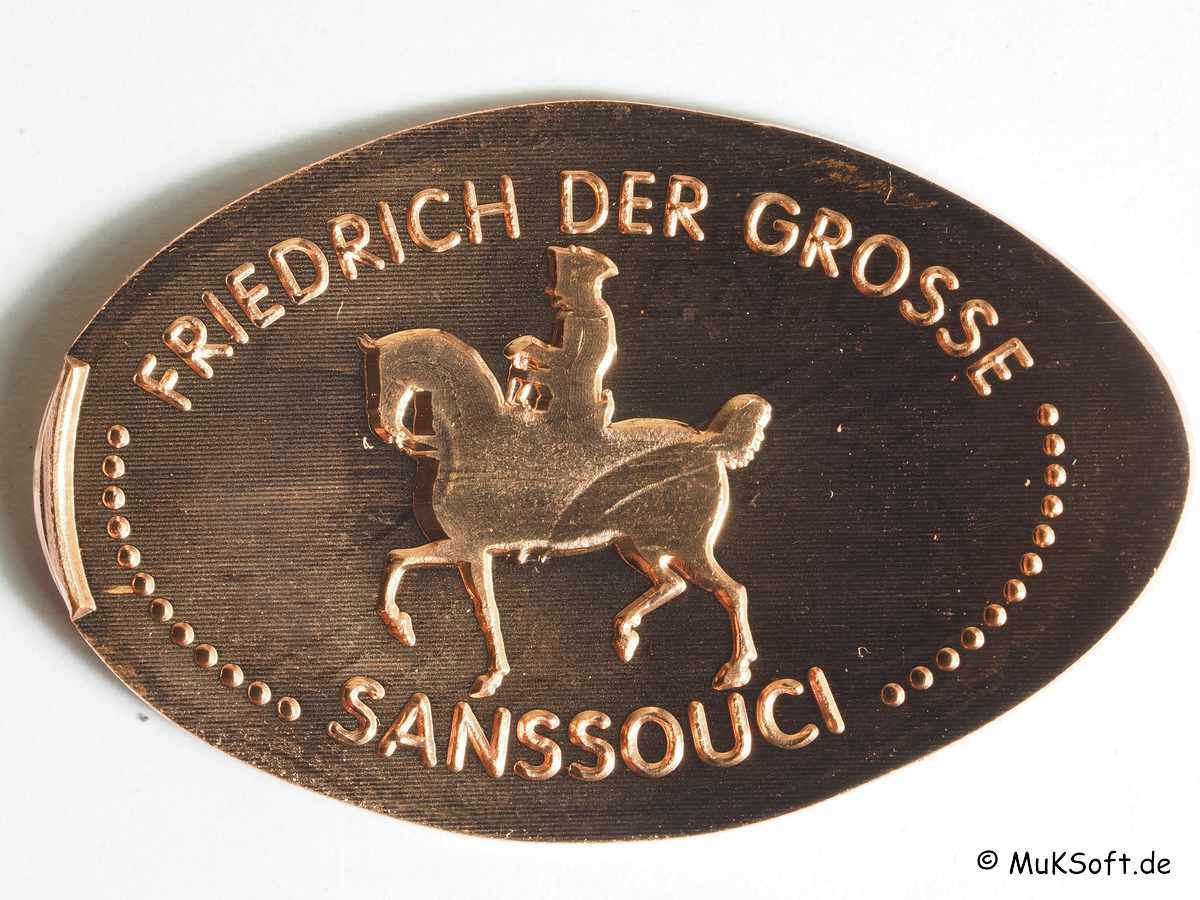 FRIEDRICH DER GROSSE
SANSSOUCI
© MuKSoft.de